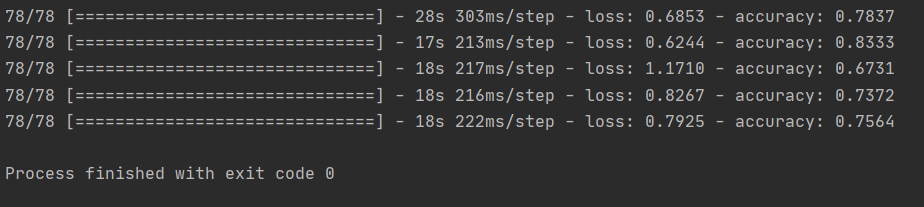 78/78 [==============================] - 28s 303ms/step - loss: 0.6853 - accuracy: 0.7837
78/78 [==============================] - 17s 213ms/step - loss: 0.6244 - accuracy: 0.8333
78/78 [==============================] - 18s 217ms/step - loss: 1.1710 - accuracy: 0.6731
78/78 [==============================] - 18s 216ms/step - loss: 0.8267 - accuracy: 0.7372
78/78 [==============================] - 18s 222ms/step - loss: 0.7925 - accuracy: 0.7564
Process finished with exit code 0